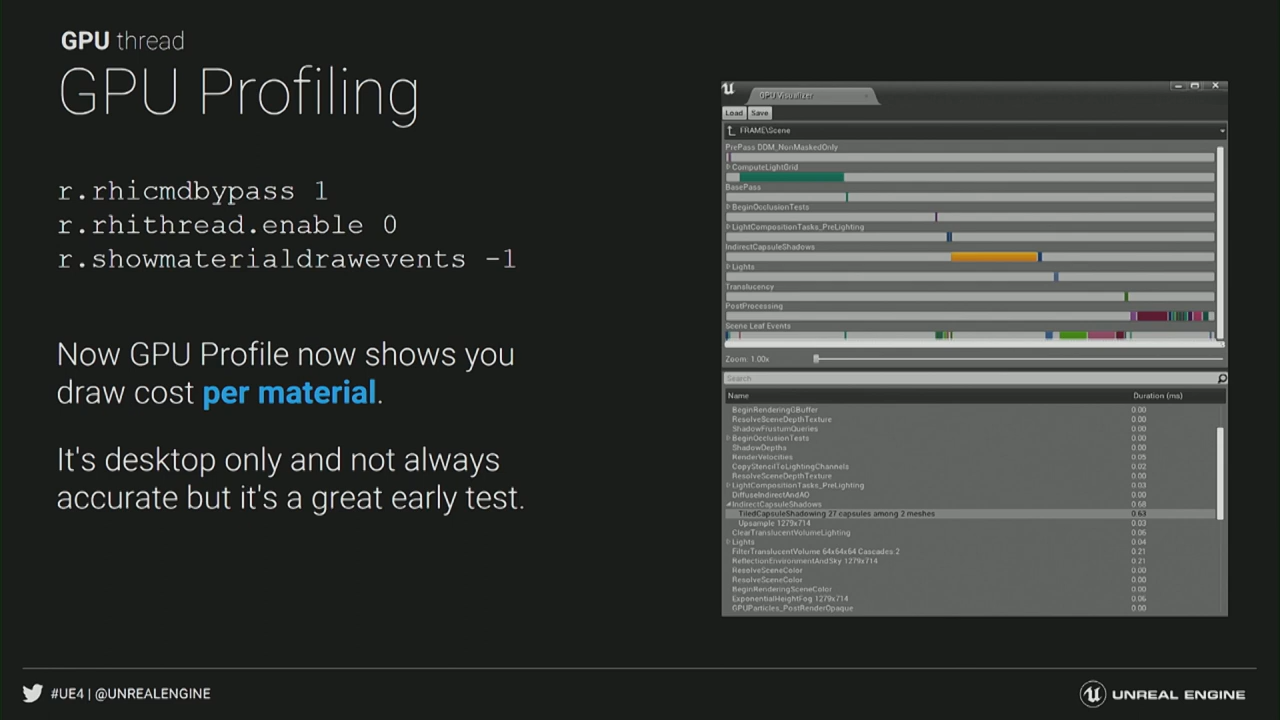 GPU thread
GPU Profiling
r.rhicmdbypass 1
r.rhithread.enable 0
r.showmaterialdrawevents -1
Now GPU Profile now shows you
draw cost per material.
It's desktop only and not always
accurate but it's a great early test.
GPU Visualizer
Load Save
FRAME\Scene
PrePass DDM_NonMaskedOnly
ComputeLightGrid
BasePass
BeginOcclusionTests
LightCompositionTasks_PreLighting
IndirectCapsuleShadows
Lights
Translucency
PostProcessing
Scene Leaf Events
Zoom: 1.00x
Search
Name Duration (ms)
BeginRenderingGBuffer 0.00
ResolveSceneDepthTexture 0.00
ShadowFrustumQueries 0.00
BeginOcclusionTests 0.00
ShadowDepths 0.00
RenderVelocities 0.05
CopyStencilToLightingChannels 0.02
ResolveSceneDepthTexture 0.00
LightCompositionTasks_PreLighting 0.03
DiffuseIndirectAndAO 0.00
IndirectCapsuleShadows 0.68
TiledCapsuleShadowing 27 capsules among 2 meshes 0.63
Upsample 1279x714 0.03
ClearTranslucentVolumeLighting 0.06
Lights 0.04
FilterTranslucentVolume 64x64x64 Cascades:2 0.21
ReflectionEnvironmentAndSky 1279x714 0.21
ResolveSceneColor 0.00
ResolveSceneColor 0.00
BeginRenderingSceneColor 0.00
ExponentialHeightFog 1279x714 0.06
GPUParticles_PostRenderOpaque 0.00
#UE4 | @UNREALENGINE
UNREAL ENGINE